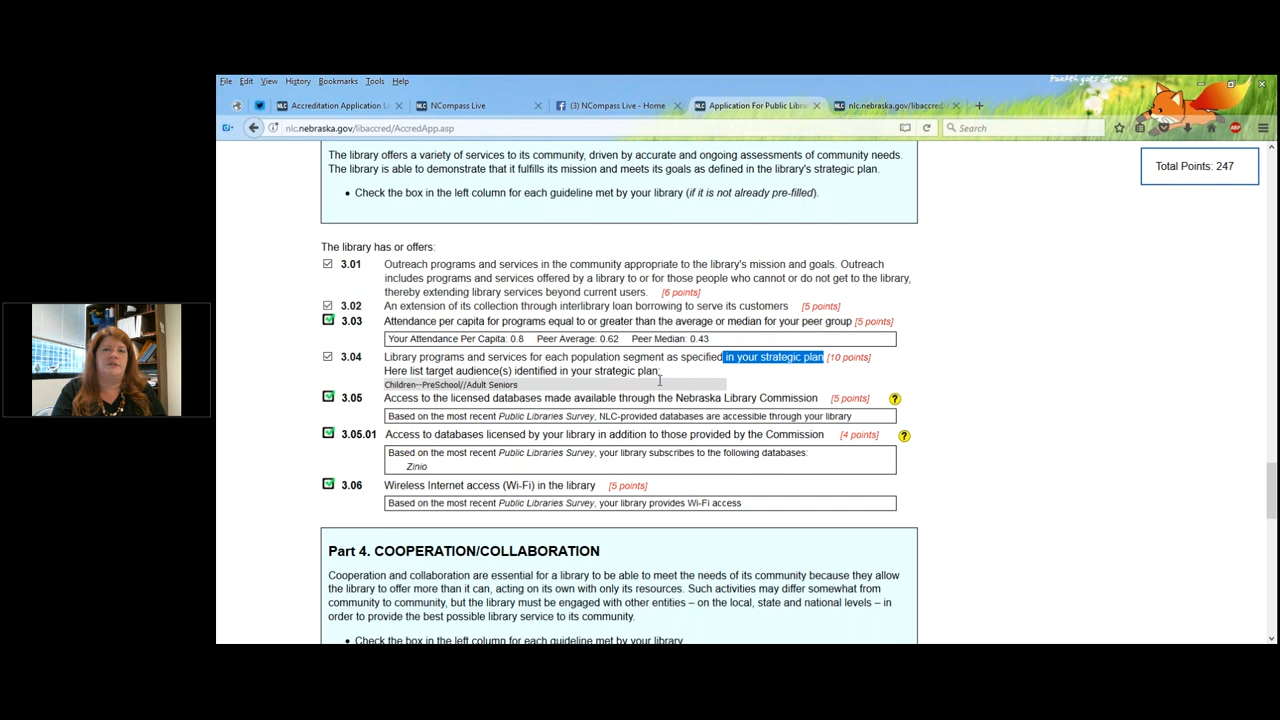 File Edit View History Bookmarks Tools Help
Accreditation Application L
NCompass Live
(3) NCompass Live - Home
Application For Public Libra
nlc.nebraska.gov/libaccred/
nlc.nebraska.gov/libaccred/AccredApp.asp
Search
The library offers a variety of services to its community, driven by accurate and ongoing assessments of community needs.
The library is able to demonstrate that it fulfills its mission and meets its goals as defined in the library's strategic plan.
• Check the box in the left column for each guideline met by your library (if it is not already pre-filled).
Total Points: 247
The library has or offers:
3.01 Outreach programs and services in the community appropriate to the library's mission and goals. Outreach
includes programs and services offered by a library to or for those people who cannot or do not get to the library,
thereby extending library services beyond current users. [6 points]
3.02 An extension of its collection through interlibrary loan borrowing to serve its customers [5 points]
3.03 Attendance per capita for programs equal to or greater than the average or median for your peer group [5 points]
Your Attendance Per Capita: 0.8 Peer Average: 0.62 Peer Median: 0.43
3.04 Library programs and services for each population segment as specified in your strategic plan [10 points]
Here list target audience(s) identified in your strategic plan:
Children--PreSchool//Adult Seniors
3.05 Access to the licensed databases made available through the Nebraska Library Commission [5 points] ?
Based on the most recent Public Libraries Survey, NLC-provided databases are accessible through your library
3.05.01 Access to databases licensed by your library in addition to those provided by the Commission [4 points] ?
Based on the most recent Public Libraries Survey, your library subscribes to the following databases:
Zinio
3.06 Wireless Internet access (Wi-Fi) in the library [5 points]
Based on the most recent Public Libraries Survey, your library provides Wi-Fi access
Part 4. COOPERATION/COLLABORATION
Cooperation and collaboration are essential for a library to be able to meet the needs of its community because they allow
the library to offer more than it can, acting on its own with only its resources. Such activities may differ somewhat from
community to community, but the library must be engaged with other entities – on the local, state and national levels – in
order to provide the best possible library service to its community.
• Check the box in the left column for each guideline met by your library